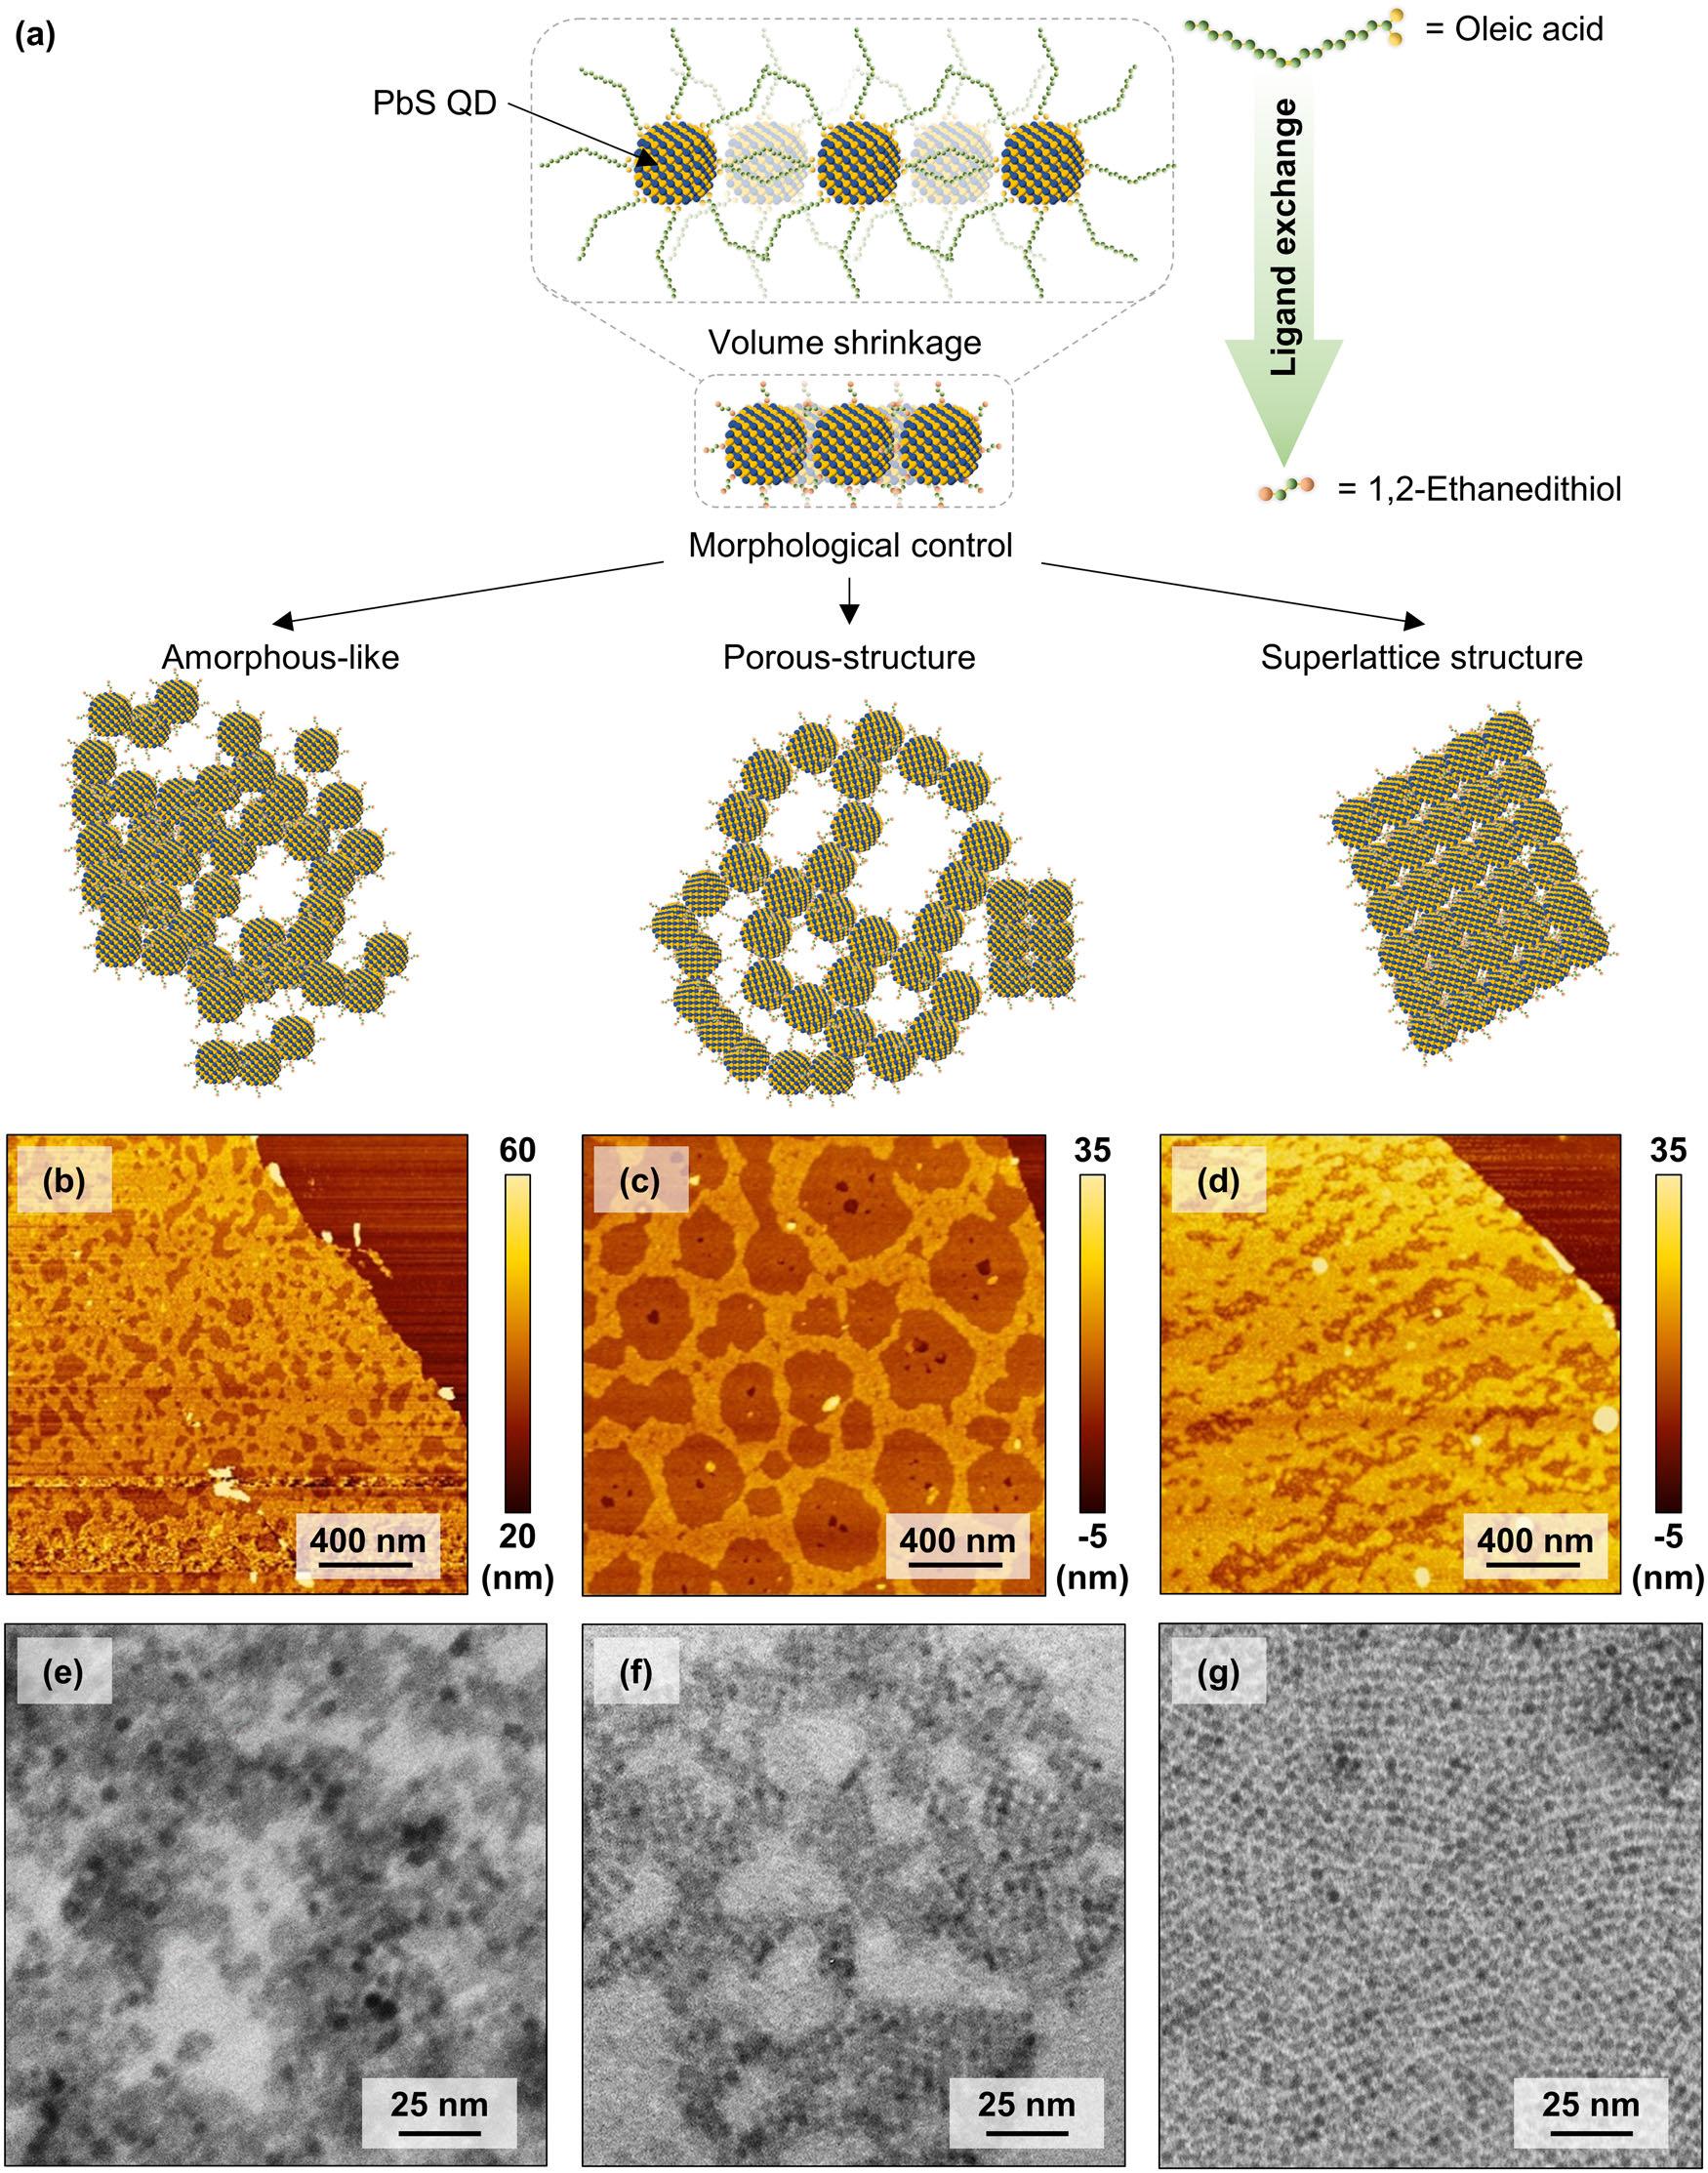 (a)
= Oleic acid
PbS QD
Ligand exchange
Volume shrinkage
= 1,2-Ethanedithiol
Morphological control
Amorphous-like
Porous-structure
Superlattice structure
(b)
60
20
(nm)
400 nm
(c)
35
-5
(nm)
400 nm
(d)
35
-5
(nm)
400 nm
(e)
25 nm
(f)
25 nm
(g)
25 nm